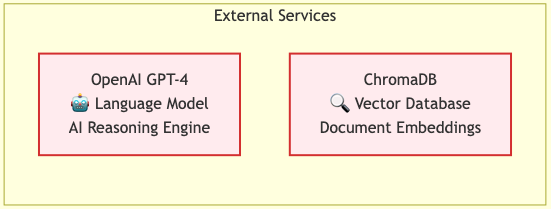 External Services
OpenAI GPT-4
🤖 Language Model
AI Reasoning Engine
ChromaDB
🔍 Vector Database
Document Embeddings